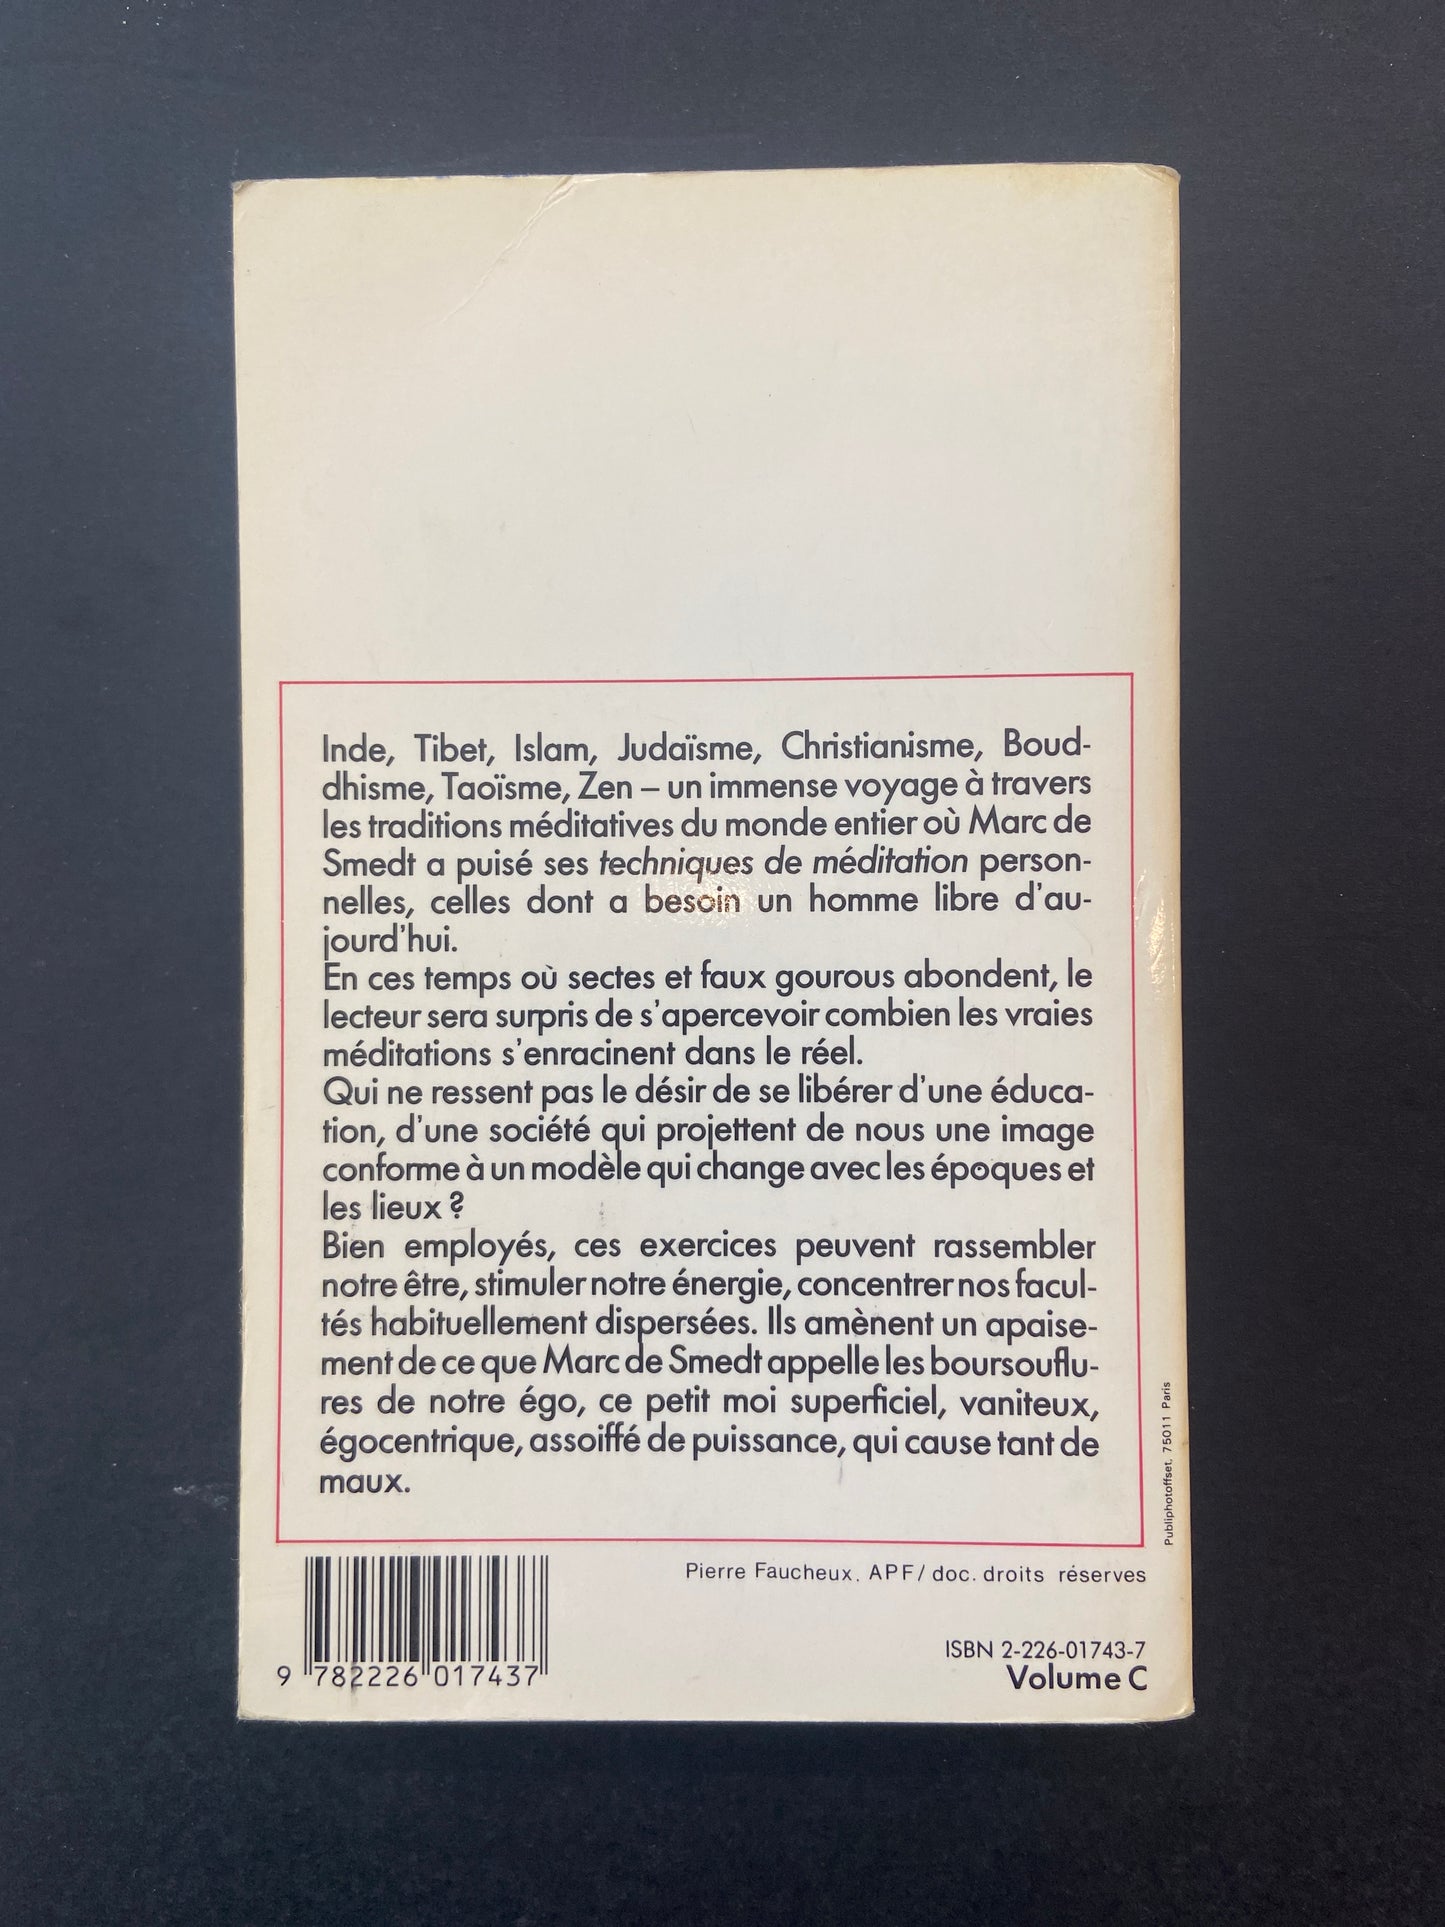 Inde, Tibet, Islam, Judaïsme, Christianisme, Boud-
dhisme, Taoïsme, Zen – un immense voyage à travers
les traditions méditatives du monde entier où Marc de
Smedt a puisé ses techniques de méditation person-
nelles, celles dont a besoin un homme libre d'au-
jourd'hui.
En ces temps où sectes et faux gourous abondent, le
lecteur sera surpris de s'apercevoir combien les vraies
méditations s'enracinent dans le réel.
Qui ne ressent pas le désir de se libérer d'une éduca-
tion, d'une société qui projettent de nous une image
conforme à un modèle qui change avec les époques et
les lieux ?
Bien employés, ces exercices peuvent rassembler
notre être, stimuler notre énergie, concentrer nos facul-
tés habituellement dispersées. Ils amènent un apaise-
ment de ce que Marc de Smedt appelle les boursouflu-
res de notre égo, ce petit moi superficiel, vaniteux,
égocentrique, assoiffé de puissance, qui cause tant de
maux.
Publiphotoffset, 75011 Paris
Pierre Faucheux. APF/ doc. droits réserves
ISBN 2-226-01743-7
Volume C
9 782226 017437